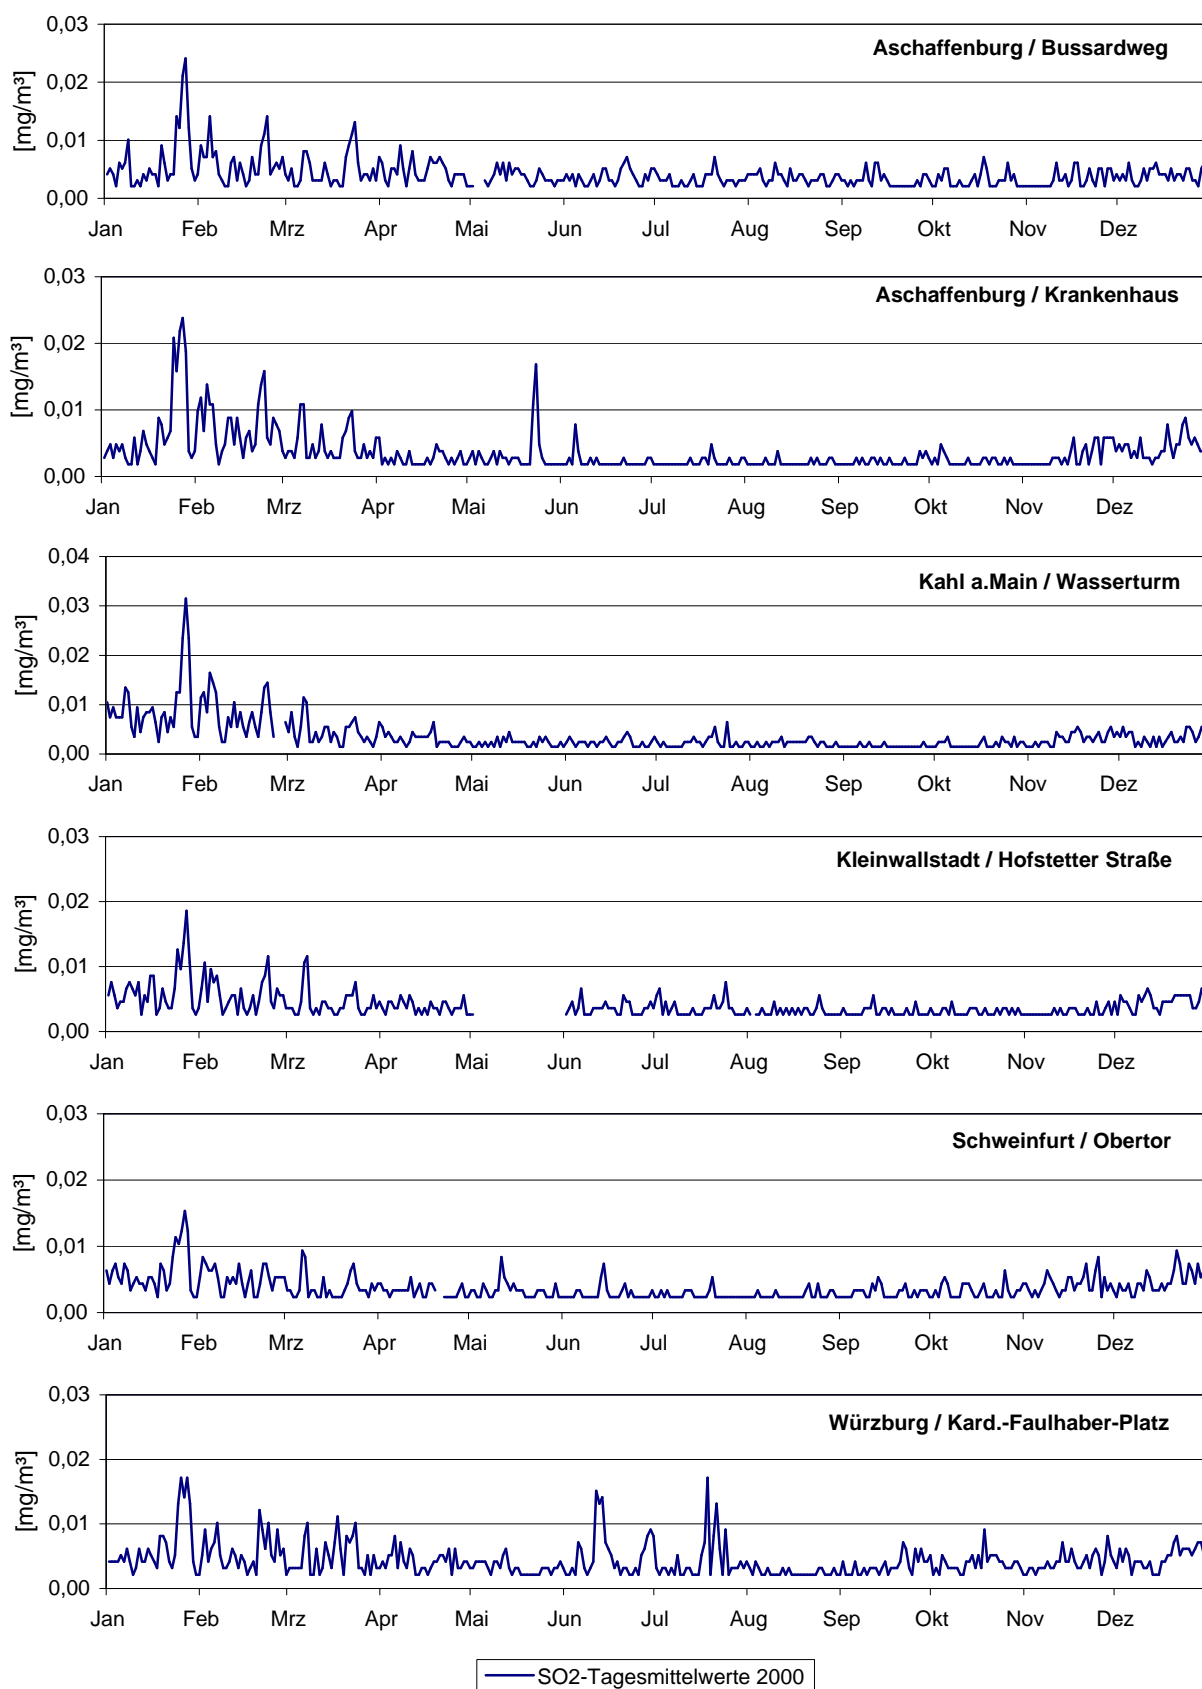 Aschaffenburg / Bussardweg
[mg/m³]
0,03
0,02
0,01
0,00
Jan Feb Mrz Apr Mai Jun Jul Aug Sep Okt Nov Dez
Aschaffenburg / Krankenhaus
[mg/m³]
0,03
0,02
0,01
0,00
Jan Feb Mrz Apr Mai Jun Jul Aug Sep Okt Nov Dez
Kahl a.Main / Wasserturm
[mg/m³]
0,04
0,03
0,02
0,01
0,00
Jan Feb Mrz Apr Mai Jun Jul Aug Sep Okt Nov Dez
Kleinwallstadt / Hofstetter Straße
[mg/m³]
0,03
0,02
0,01
0,00
Jan Feb Mrz Apr Mai Jun Jul Aug Sep Okt Nov Dez
Schweinfurt / Obertor
[mg/m³]
0,03
0,02
0,01
0,00
Jan Feb Mrz Apr Mai Jun Jul Aug Sep Okt Nov Dez
Würzburg / Kard.-Faulhaber-Platz
[mg/m³]
0,03
0,02
0,01
0,00
Jan Feb Mrz Apr Mai Jun Jul Aug Sep Okt Nov Dez
SO2-Tagesmittelwerte 2000